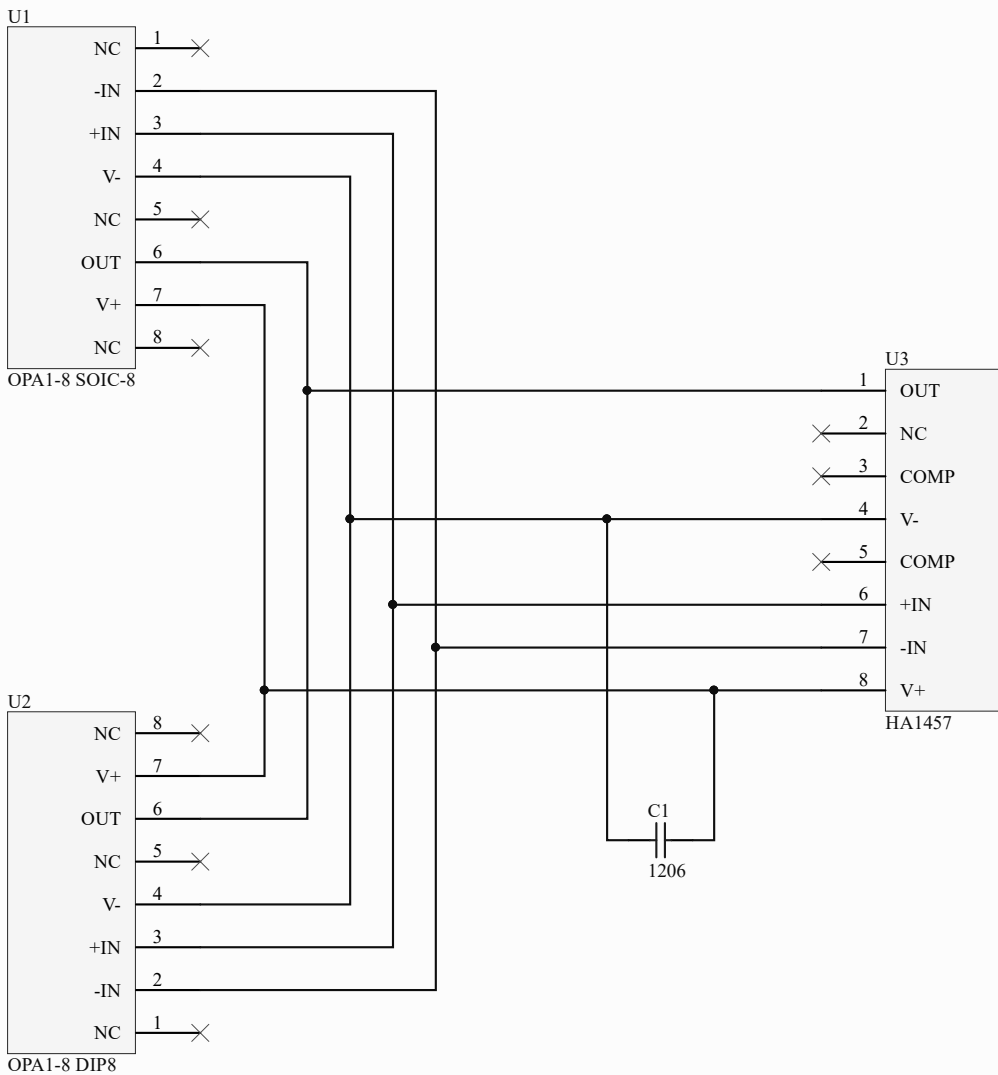 U1
NC 1
-IN 2
+IN 3
V- 4
NC 5
OUT 6
V+ 7
NC 8
OPA1-8 SOIC-8
U3
1 OUT
2 NC
3 COMP
4 V-
5 COMP
6 +IN
7 -IN
8 V+
HA1457
U2
NC 8
V+ 7
OUT 6
NC 5
V- 4
+IN 3
-IN 2
NC 1
OPA1-8 DIP8
C1
1206